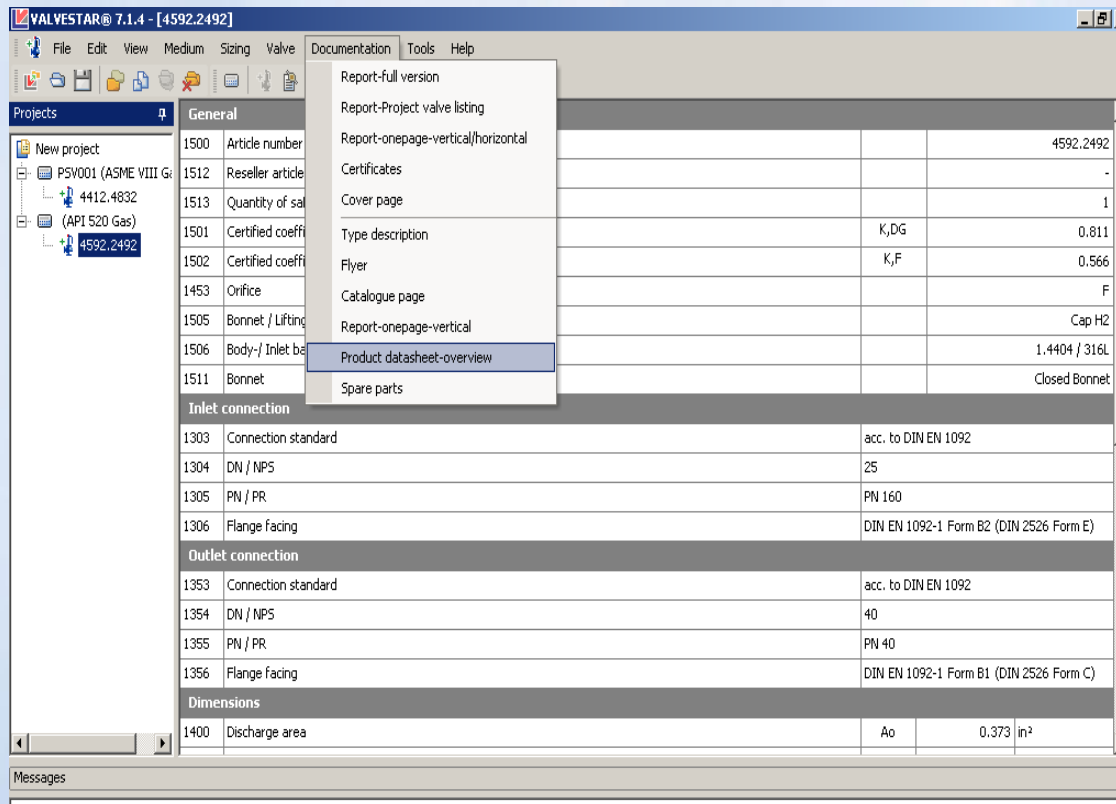 VALVESTAR® 7.1.4 - [4592.2492]
File Edit View Medium Sizing Valve Documentation Tools Help
Projects
New project
PSV001 (ASME VIII Ga
4412.4832
(API 520 Gas)
4592.2492
Report-full version
Report-Project valve listing
Report-onepage-vertical/horizontal
Certificates
Cover page
Type description
Flyer
Catalogue page
Report-onepage-vertical
Product datasheet-overview
Spare parts
General
1500 Article number 4592.2492
1512 Reseller article -
1513 Quantity of sa 1
1501 Certified coeffi K,DG 0.811
1502 Certified coeffi K,F 0.566
1453 Orifice F
1505 Bonnet / Lifting Cap H2
1506 Body-/ Inlet ba 1.4404 / 316L
1511 Bonnet Closed Bonnet
Inlet connection
1303 Connection standard acc. to DIN EN 1092
1304 DN / NPS 25
1305 PN / PR PN 160
1306 Flange facing DIN EN 1092-1 Form B2 (DIN 2526 Form E)
Outlet connection
1353 Connection standard acc. to DIN EN 1092
1354 DN / NPS 40
1355 PN / PR PN 40
1356 Flange facing DIN EN 1092-1 Form B1 (DIN 2526 Form C)
Dimensions
1400 Discharge area Ao 0.373 in²
Messages